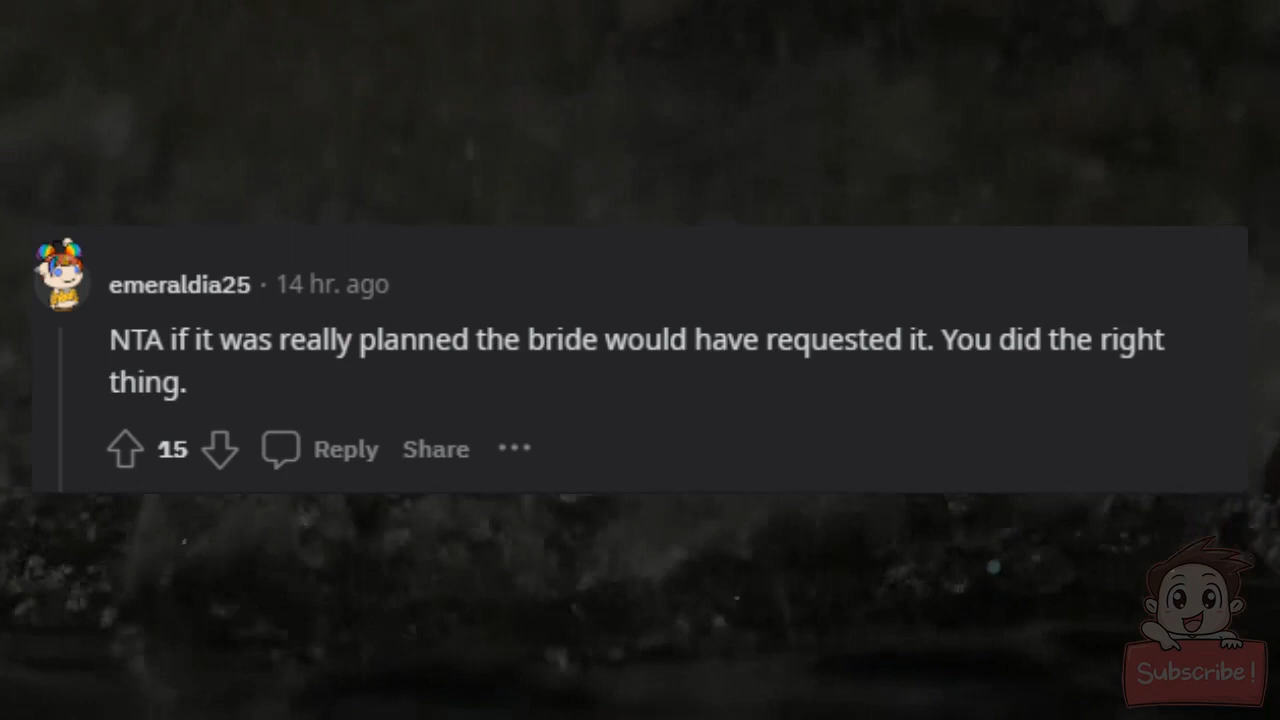 emeraldia25 · 14 hr. ago
NTA if it was really planned the bride would have requested it. You did the right
thing.
15 Reply Share ···
Subscribe!